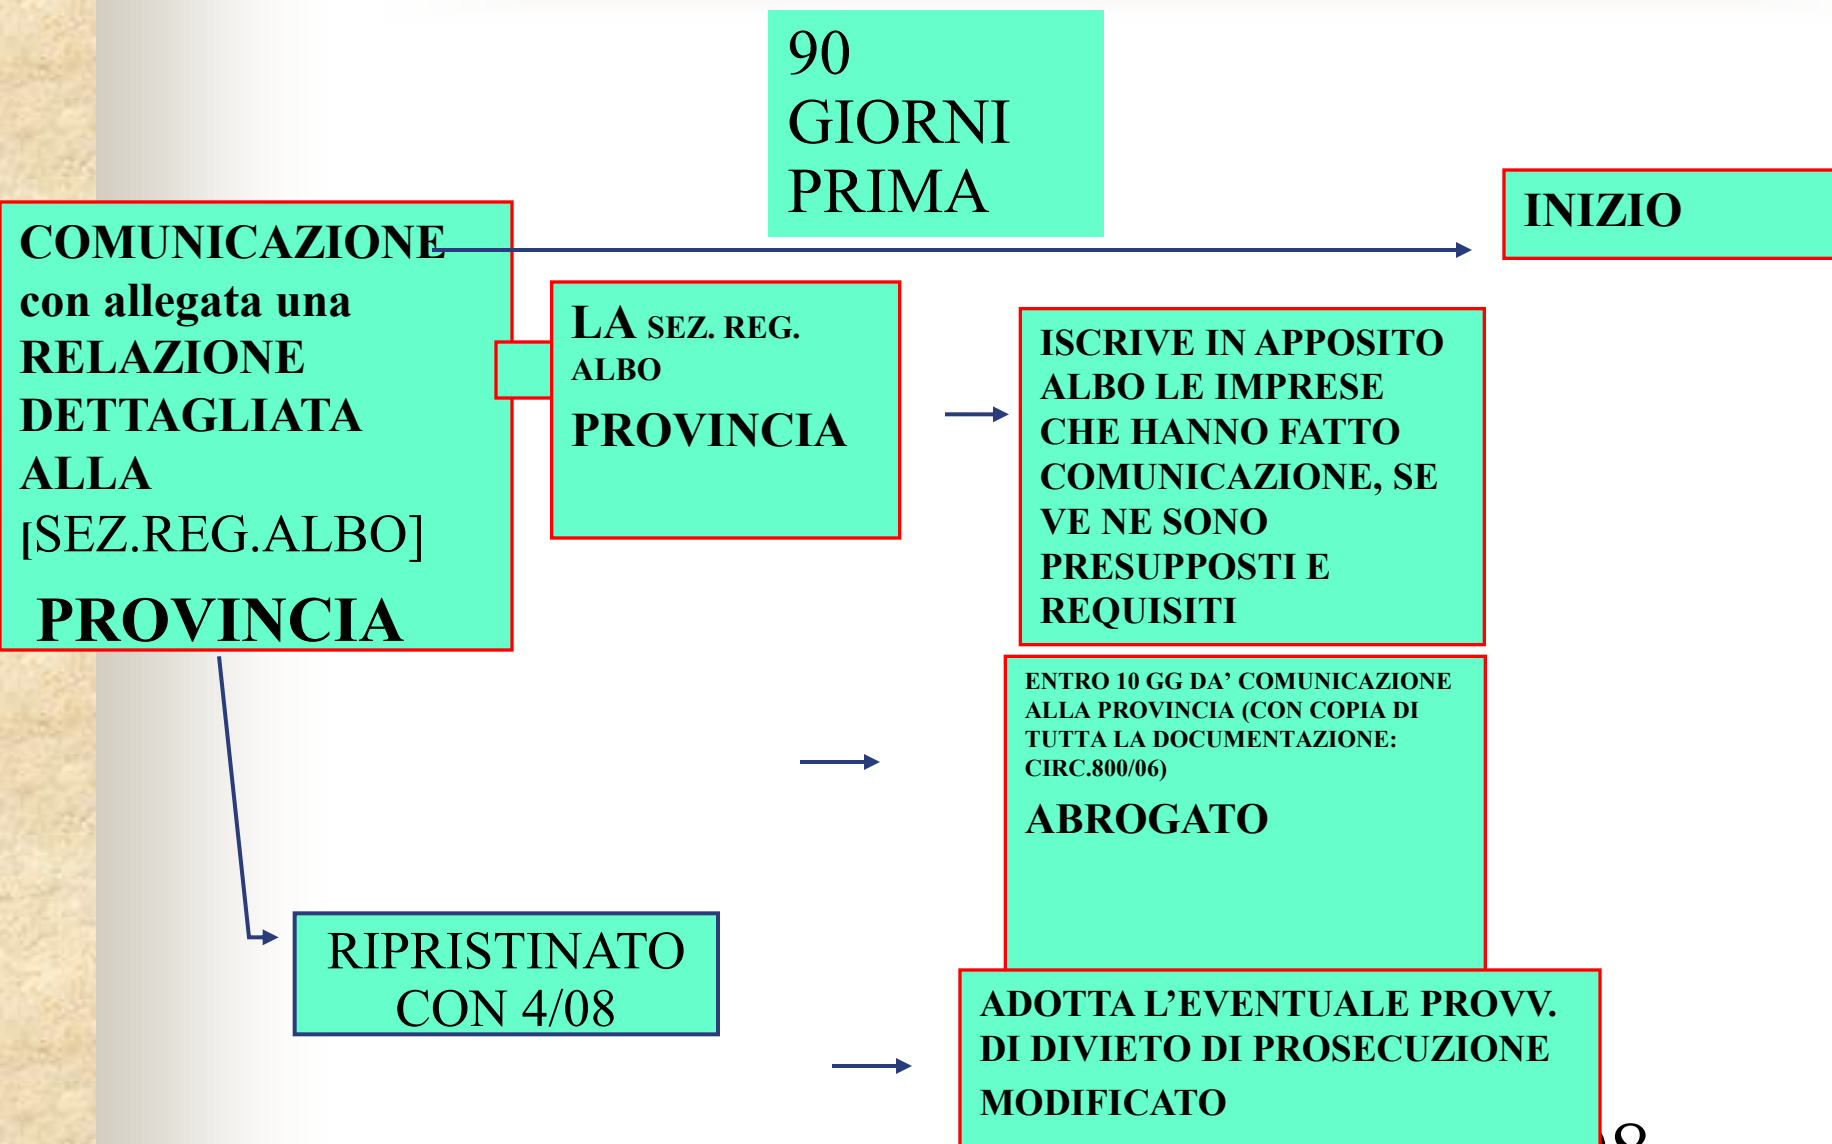 90
GIORNI
PRIMA
INIZIO
COMUNICAZIONE
con allegata una
RELAZIONE
DETTAGLIATA
ALLA
[SEZ.REG.ALBO]
PROVINCIA
LA SEZ. REG.
ALBO
PROVINCIA
ISCRIVE IN APPOSITO
ALBO LE IMPRESE
CHE HANNO FATTO
COMUNICAZIONE, SE
VE NE SONO
PRESUPPOSTI E
REQUISITI
ENTRO 10 GG DA’ COMUNICAZIONE
ALLA PROVINCIA (CON COPIA DI
TUTTA LA DOCUMENTAZIONE:
CIRC.800/06)
ABROGATO
RIPRISTINATO
CON 4/08
ADOTTA L’EVENTUALE PROVV.
DI DIVIETO DI PROSECUZIONE
MODIFICATO